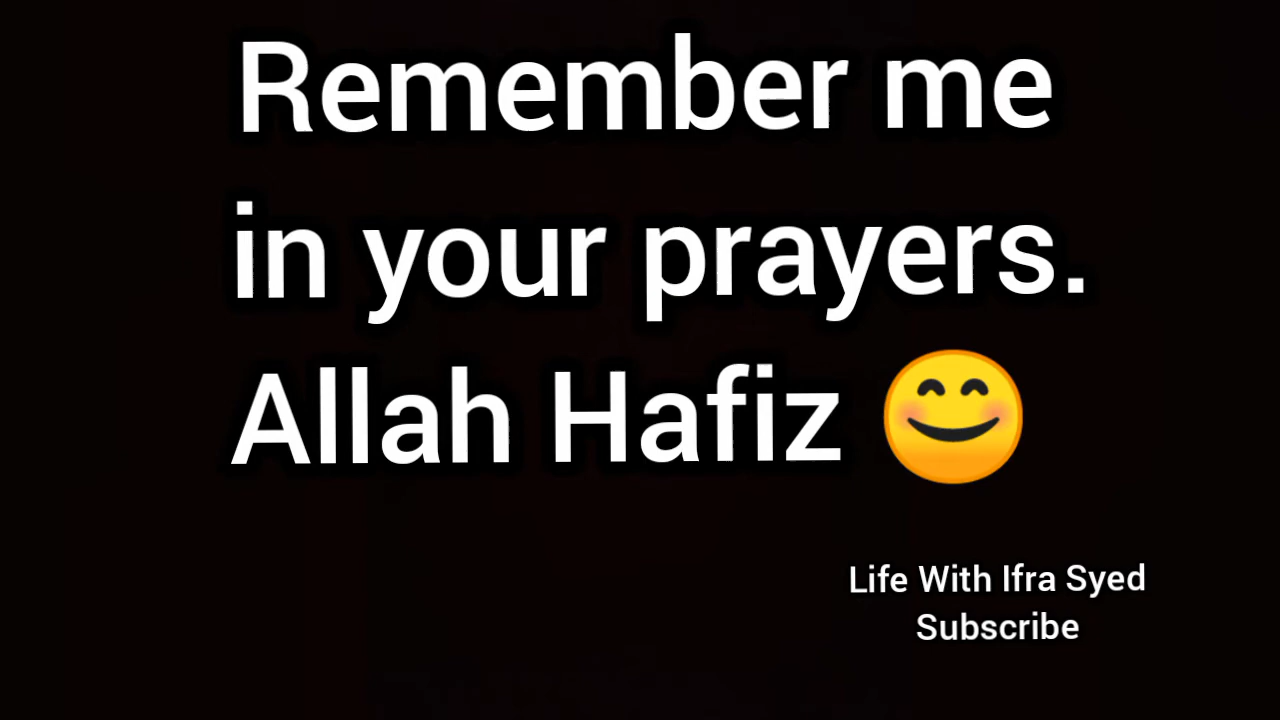 Remember me
in your prayers.
Allah Hafiz 😊
Life With Ifra Syed
Subscribe